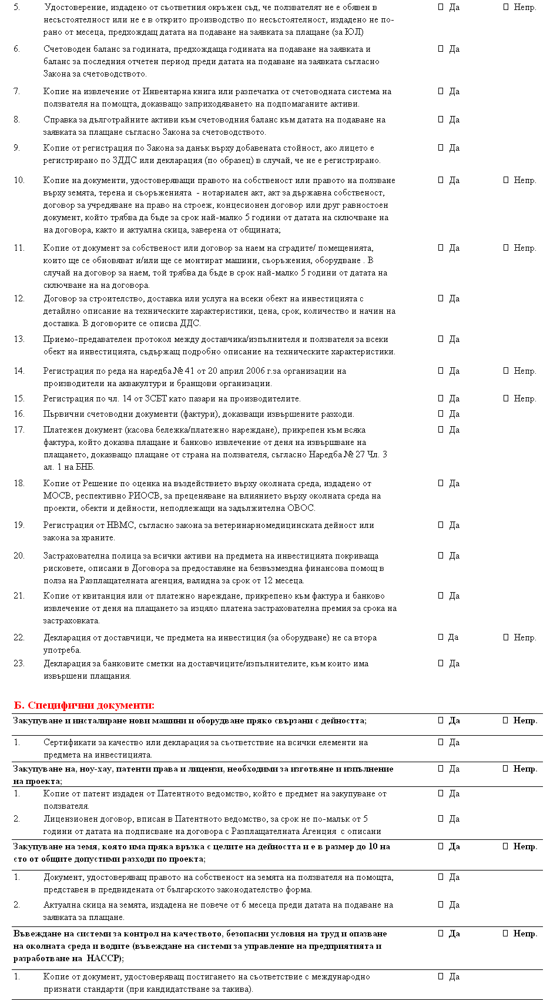 5. Удостоверение, издадено от съответния окръжен съд, че ползвателят не е обявен в ▯ Да ▯ Непр.
несъстоятелност или не е в открито производство по несъстоятелност, издадено не по-
рано от месеца, предхождащ датата на подаване на заявката за плащане (за ЮЛ)
6. Счетоводен баланс за годината, предхождаща годината на подаване на заявката и ▯ Да
баланс за последния отчетен период преди датата на подаване на заявката съгласно
Закона за счетоводството.
7. Копие на извлечение от Инвентарна книга или разпечатка от счетоводната система на ▯ Да
ползвателя на помощта, доказващо заприходяването на подпомаганите активи.
8. Справка за дълготрайните активи към счетоводния баланс към датата на подаване на ▯ Да
заявката за плащане съгласно Закона за счетоводството.
9. Копие от регистрация по Закона за данък върху добавената стойност, ако лицето е ▯ Да
регистрирано по ЗДДС или декларация (по образец) в случай, че не е регистрирано.
10. Копие на документи, удостоверяващи правото на собственост или правото на ползване ▯ Да ▯ Непр.
върху земята, терена и съоръженията - нотариален акт, акт за държавна собственост,
договор за учредяване на право на строеж, концесионен договор или друг равностоен
документ, който трябва да бъде за срок най-малко 5 години от датата на сключване на
на договора, както и актуална скица, заверена от общината;
11. Копие от документ за собственост или договор за наем на сградите/ помещенията, ▯ Да ▯ Непр.
които ще се обновяват и/или ще се монтират машини, съоръжения, оборудване . В
случай на договор за наем, той трябва да бъде в срок най-малко 5 години от датата на
сключване на на договора.
12. Договор за строителство, доставка или услуга на всеки обект на инвестицията с ▯ Да
детайлно описание на техническите характеристики, цена, срок, количество и начин на
доставка. В договорите се описва ДДС.
13. Приемо-предавателен протокол между доставчика/изпълнителя и ползвателя за всеки ▯ Да
обект на инвестицията, съдържащ подробно описание на техническите характеристики.
14. Регистрация по реда на наредба № 41 от 20 април 2006 г.за организации на ▯ Да ▯ Непр.
производители на аквакултури и бранщови организации.
15. Регистрация по чл. 14 от ЗСБТ като пазари на производителите. ▯ Да ▯ Непр.
16. Първични счетоводни документи (фактури), доказващи извършените разходи. ▯ Да
17. Платежен документ (касова бележка/платежно нареждане), прикрепен към всяка ▯ Да
фактура, който доказва плащане и банково извлечение от деня на извършване на
плащането, доказващо плащане от страна на ползвателя, съгласно Наредба № 27 Чл. 3
ал. 1 на БНБ.
18. Копие от Решение по оценка на въздействието върху околната среда, издадено от ▯ Да
МОСВ, респективно РИОСВ, за преценяване на влиянието върху околната среда на
проекти, обекти и дейности, неподлежащи на задължителна ОВОС.
19. Регистрация от НВМС, съгласно закона за ветеринарномедицинската дейност или ▯ Да
закона за храните.
20. Застрахователна полица за всички активи на предмета на инвестицията покриваща ▯ Да
рисковете, описани в Договора за предоставяне на безвъзмездна финансова помощ в
полза на Разплащателната агенция, валидна за срок от 12 месеца.
21. Копие от квитанция или от платежно нареждане, прикрепено към фактура и банково ▯ Да
извлечение от деня на плащането за изцяло платена застрахователна премия за срока на
застраховката.
22. Декларация от доставчици, че предмета на инвестиция (за оборудване) не са втора ▯ Да ▯ Непр.
употреба.
23. Декларация за банковите сметки на доставчиците/изпълнителите, към които има ▯ Да
извършени плащания.
Б. Специфични документи:
Закупуване и инсталиране нови машини и оборудване пряко свързани с дейността; ▯ Да ▯ Непр.
1. Сертификати за качество или декларация за съответствие на всички елементи на ▯ Да
предмета на инвестицията.
Закупуване на, ноу-хау, патенти права и лицензи, необходими за изготвяне и изпълнение ▯ Да ▯ Непр.
на проекта;
1. Копие от патент издаден от Патентното ведомство, който е предмет на закупуване от ▯ Да
ползвателя.
2. Лицензионен договор, вписан в Патентното ведомство, за срок не по-малък от 5 ▯ Да
години от датата на подписване на договора с Разплащателната Агенция с описани
Закупуване на земя, която има пряка връзка с целите на дейността и е в размер до 10 на ▯ Да ▯ Непр.
сто от общите допустими разходи по проекта;
1. Документ, удостоверяващ правото на собственост на земята на ползвателя на помощта, ▯ Да
представен в предвидената от българското законодателство форма.
2. Актуална скица на земята, издадена не повече от 6 месеца преди датата на подаване на ▯ Да
заявката за плащане.
Въвеждане на системи за контрол на качеството, безопасни условия на труд и опазване ▯ Да ▯ Непр.
на околната среда и водите (въвеждане на системи за управление на предприятията и
разработване на НАССР);
1. Копие от документ, удостоверяващ постигането на съответствие с международно ▯ Да
признати стандарти (при кандидатстване за такива).